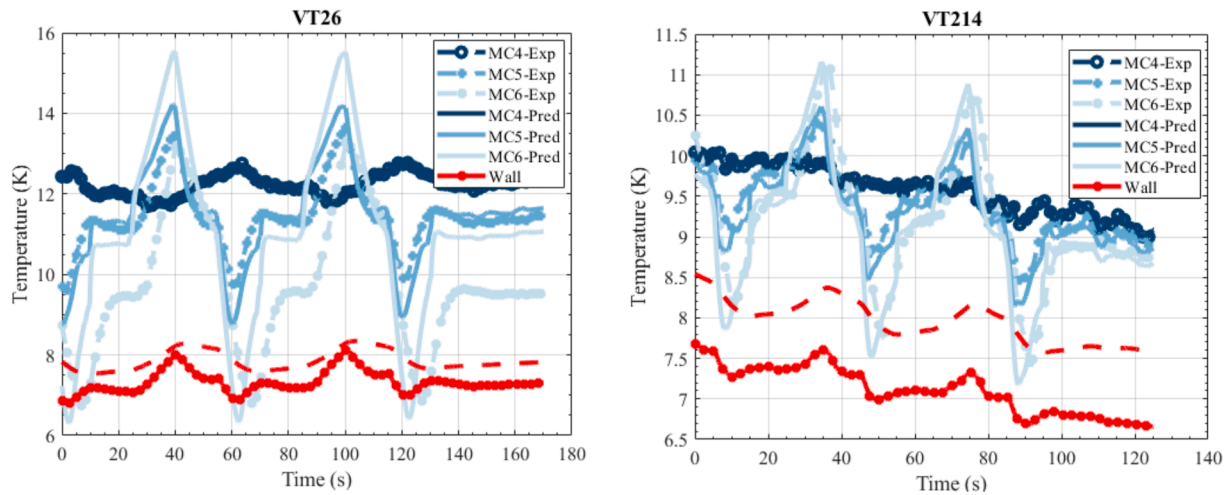 VT26
16
14
12
10
8
6
Temperature (K)
MC4-Exp
MC5-Exp
MC6-Exp
MC4-Pred
MC5-Pred
MC6-Pred
Wall
0 20 40 60 80 100 120 140 160 180
Time (s)
VT214
11.5
11
10.5
10
9.5
9
8.5
8
7.5
7
6.5
Temperature (K)
MC4-Exp
MC5-Exp
MC6-Exp
MC4-Pred
MC5-Pred
MC6-Pred
Wall
0 20 40 60 80 100 120 140
Time (s)